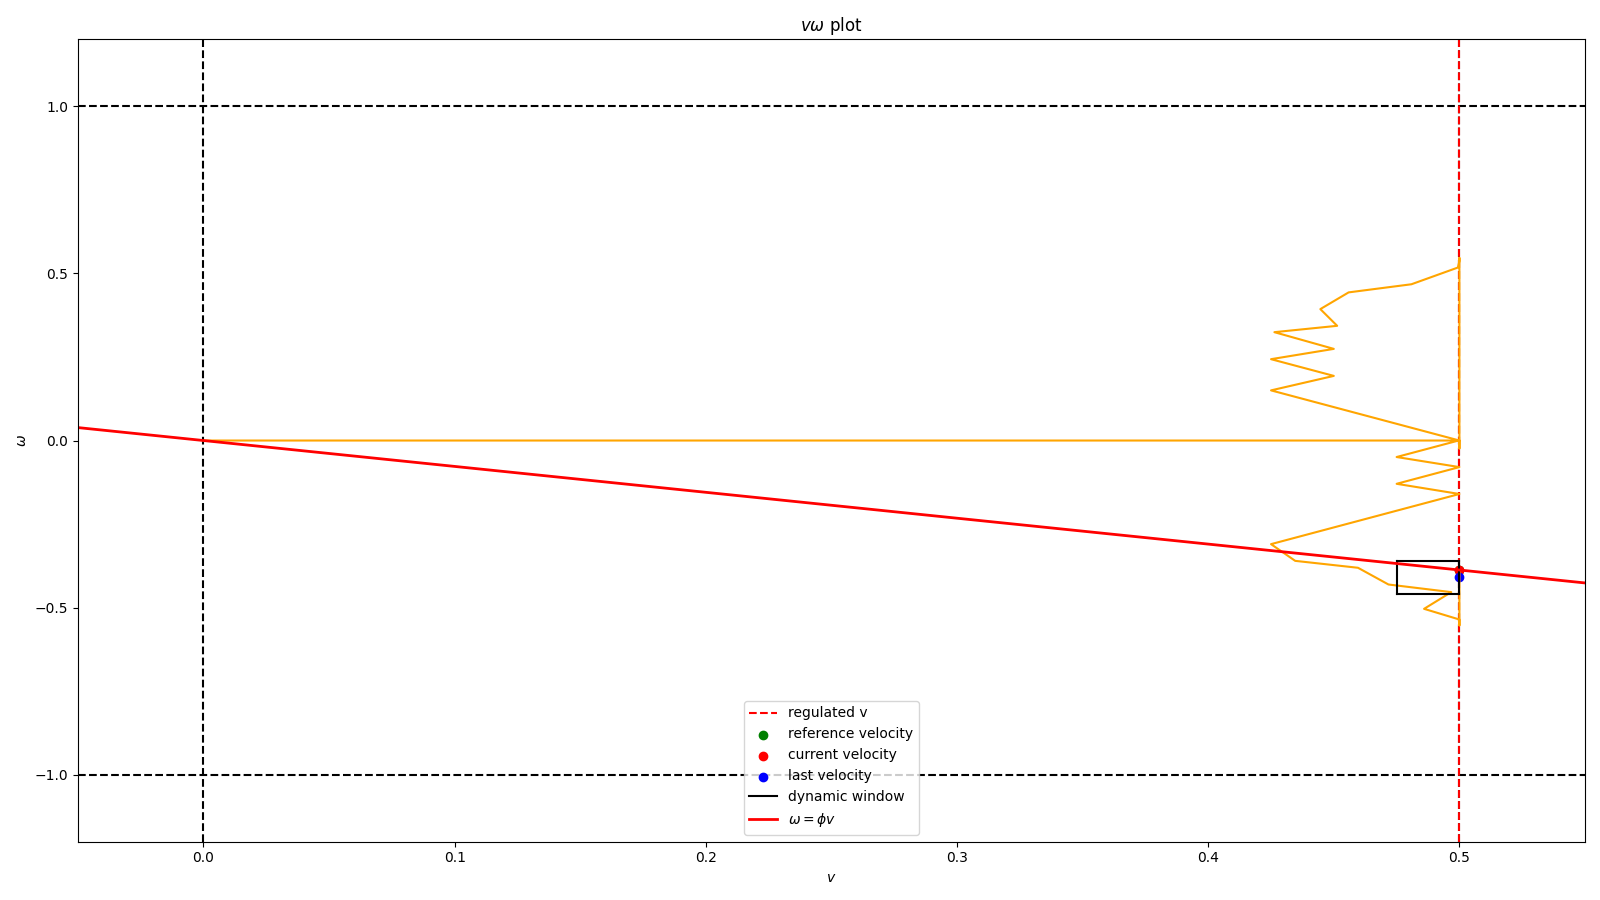 vω plot
1.0
0.5
0.0
−0.5
−1.0
ω
0.0
0.1
0.2
0.3
0.4
0.5
v
regulated v
reference velocity
current velocity
last velocity
dynamic window
ω = ϕv